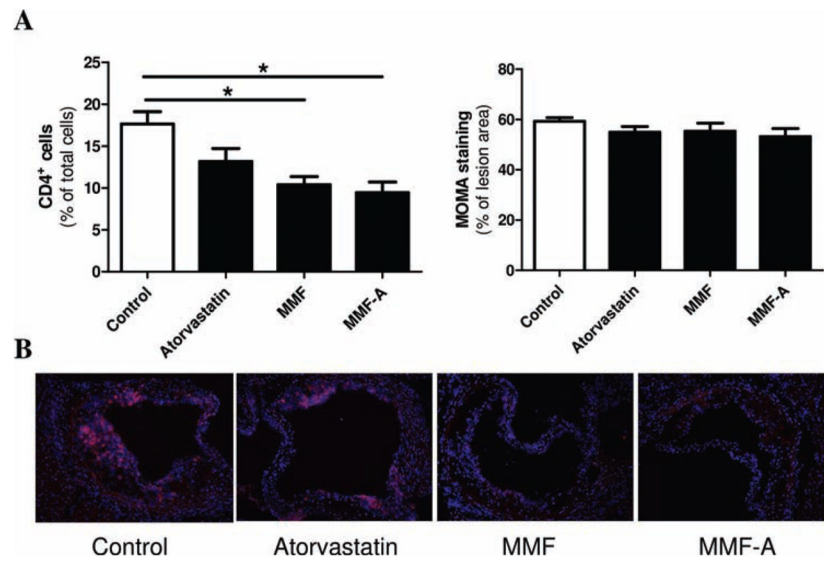 A
CD4⁺ cells
(% of total cells)
25
20
15
10
5
0
*
*
Control
Atorvastatin
MMF
MMF-A
MOMA staining
(% of lesion area)
80
60
40
20
0
Control
Atorvastatin
MMF
MMF-A
B
Control
Atorvastatin
MMF
MMF-A